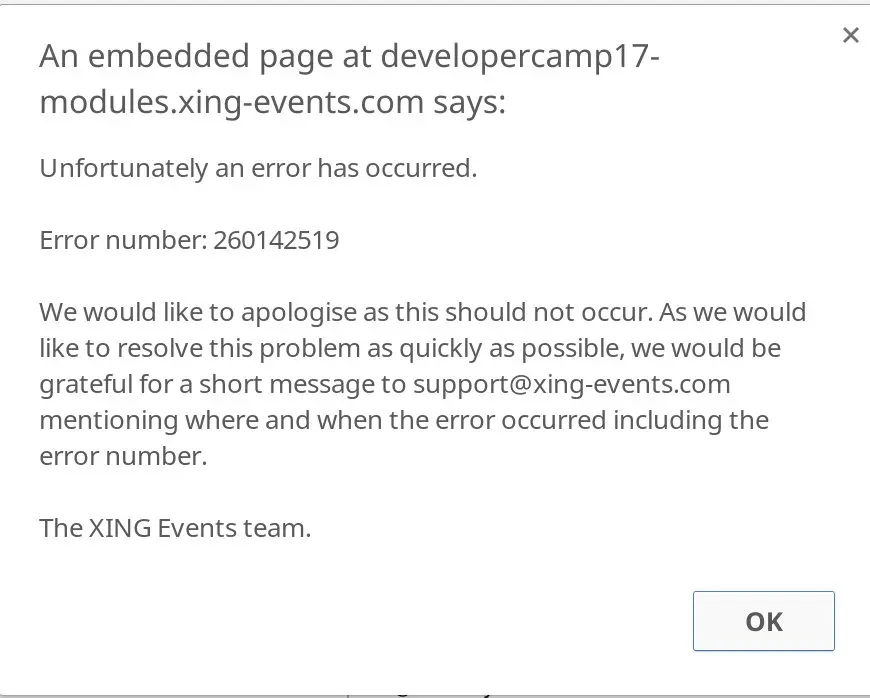 An embedded page at developercamp17-
modules.xing-events.com says:
Unfortunately an error has occurred.
Error number: 260142519
We would like to apologise as this should not occur. As we would
like to resolve this problem as quickly as possible, we would be
grateful for a short message to support@xing-events.com
mentioning where and when the error occurred including the
error number.
The XING Events team.
OK